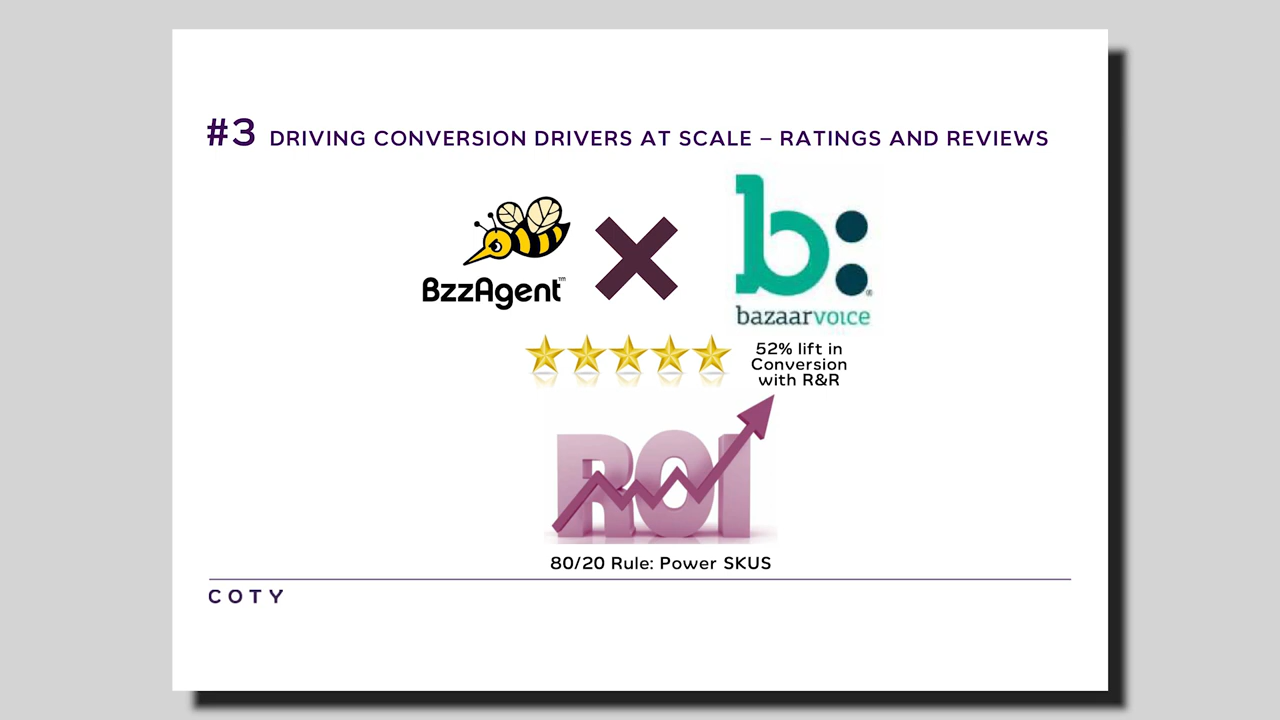 #3 DRIVING CONVERSION DRIVERS AT SCALE – RATINGS AND REVIEWS
BzzAgent™
b:®
bazaarvoice
52% lift in
Conversion
with R&R
ROI
80/20 Rule: Power SKUS
COTY